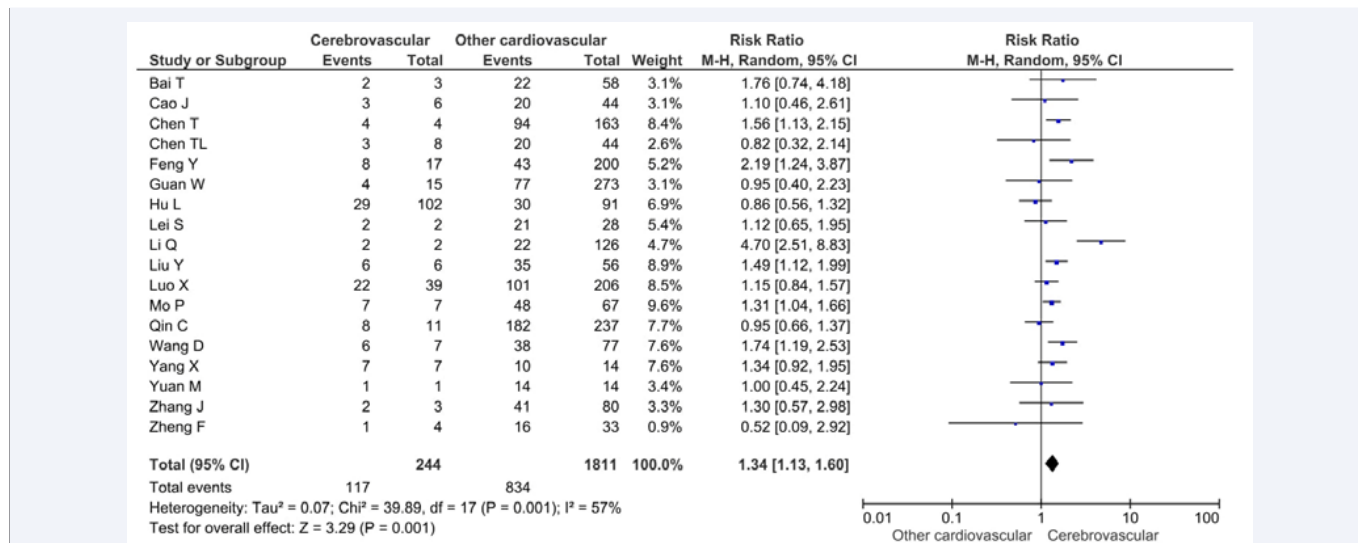 Cerebrovascular Other cardiovascular Risk Ratio Risk Ratio
Study or Subgroup Events Total Events Total Weight M-H, Random, 95% CI M-H, Random, 95% CI
Bai T 2 3 22 58 3.1% 1.76 [0.74, 4.18]
Cao J 3 6 20 44 3.1% 1.10 [0.46, 2.61]
Chen T 4 4 94 163 8.4% 1.56 [1.13, 2.15]
Chen TL 3 8 20 44 2.6% 0.82 [0.32, 2.14]
Feng Y 8 17 43 200 5.2% 2.19 [1.24, 3.87]
Guan W 4 15 77 273 3.1% 0.95 [0.40, 2.23]
Hu L 29 102 30 91 6.9% 0.86 [0.56, 1.32]
Lei S 2 2 21 28 5.4% 1.12 [0.65, 1.95]
Li Q 2 2 22 126 4.7% 4.70 [2.51, 8.83]
Liu Y 6 6 35 56 8.9% 1.49 [1.12, 1.99]
Luo X 22 39 101 206 8.5% 1.15 [0.84, 1.57]
Mo P 7 7 48 67 9.6% 1.31 [1.04, 1.66]
Qin C 8 11 182 237 7.7% 0.95 [0.66, 1.37]
Wang D 6 7 38 77 7.6% 1.74 [1.19, 2.53]
Yang X 7 7 10 14 7.6% 1.34 [0.92, 1.95]
Yuan M 1 1 14 14 3.4% 1.00 [0.45, 2.24]
Zhang J 2 3 41 80 3.3% 1.30 [0.57, 2.98]
Zheng F 1 4 16 33 0.9% 0.52 [0.09, 2.92]
Total (95% CI) 244 1811 100.0% 1.34 [1.13, 1.60]
Total events 117 834
Heterogeneity: Tau² = 0.07; Chi² = 39.89, df = 17 (P = 0.001); I² = 57%
Test for overall effect: Z = 3.29 (P = 0.001)
0.01 0.1 1 10 100
Other cardiovascular Cerebrovascular